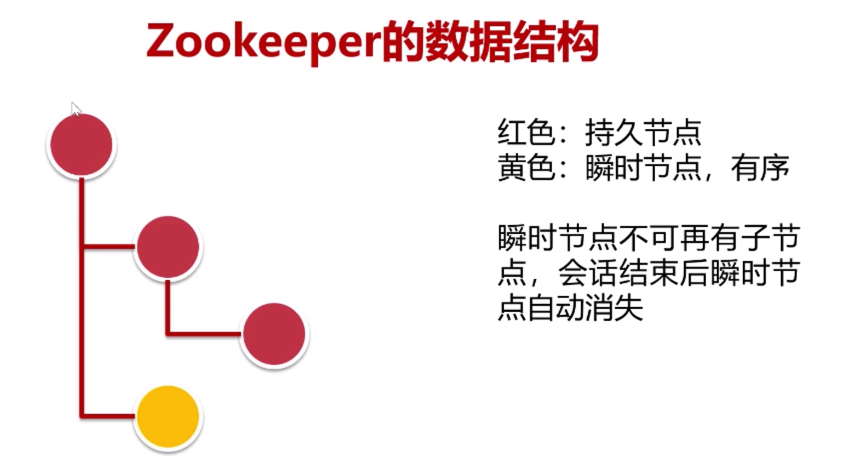 Zookeeper的数据结构
红色：持久节点
黄色：瞬时节点，有序
瞬时节点不可再有子节
点，会话结束后瞬时节
点自动消失